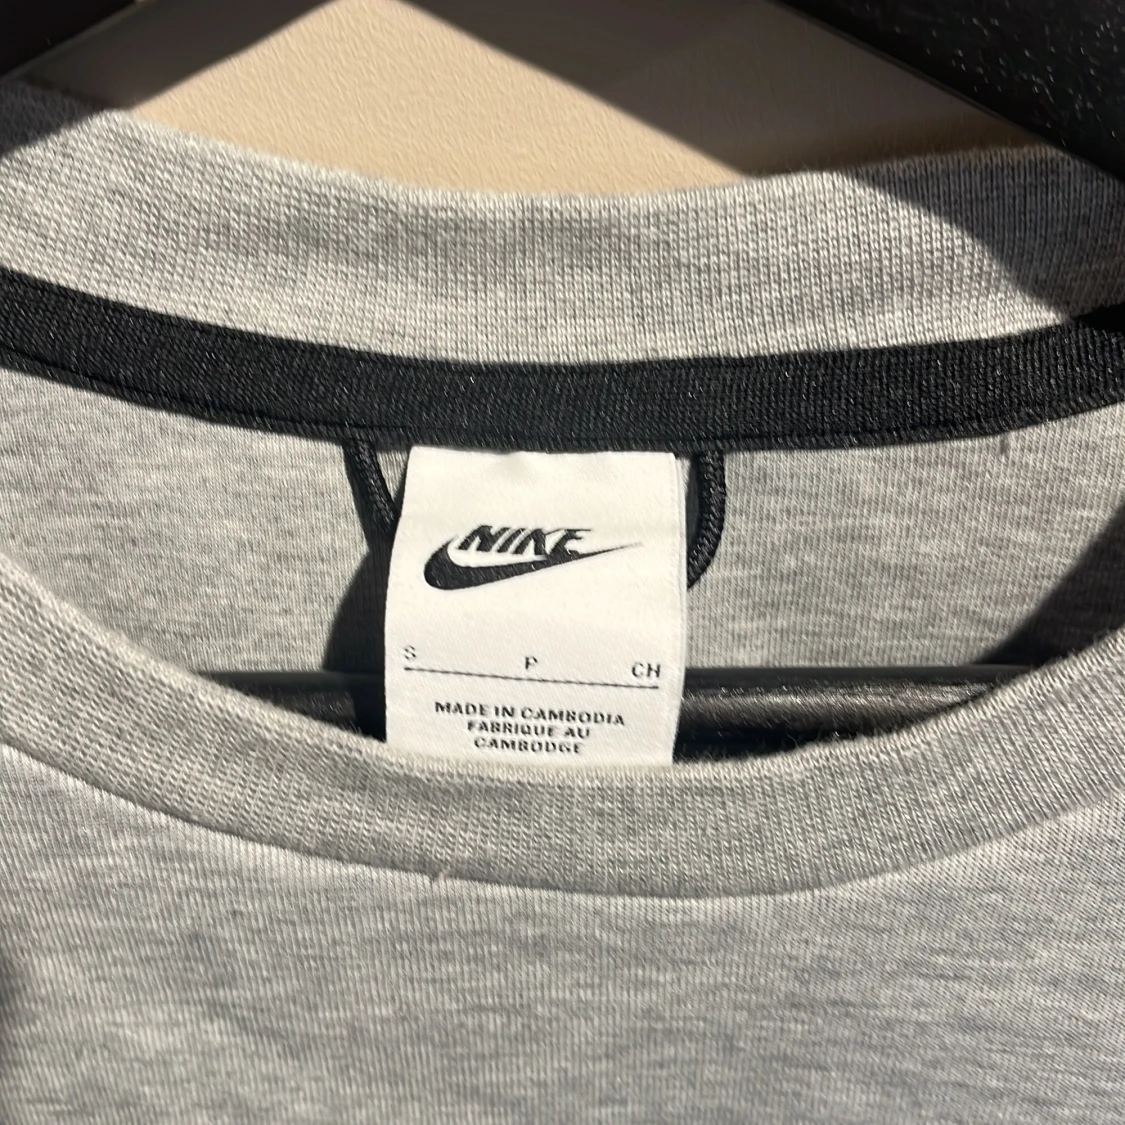 NIKE
S P CH
MADE IN CAMBODIA
FABRIQUE AU
CAMBODGE